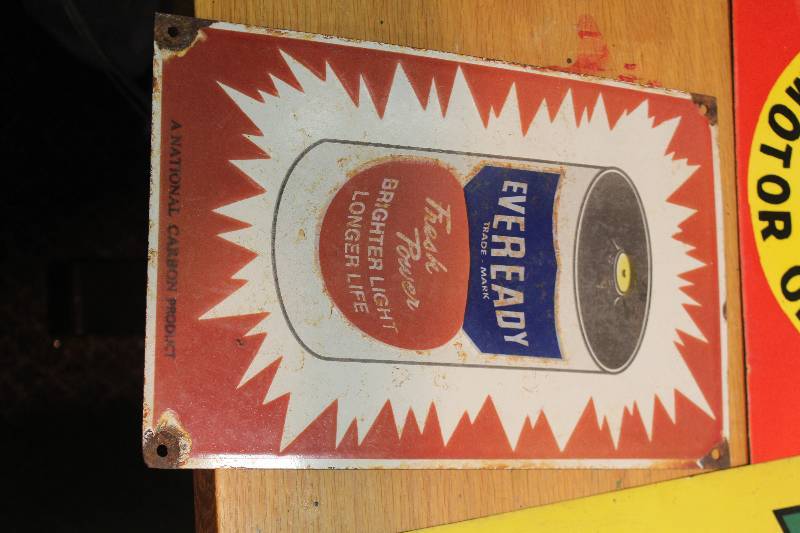 EVEREADY
TRADE - MARK
Fresh
Power
BRIGHTER LIGHT
LONGER LIFE
A NATIONAL CARBON PRODUCT
MOTOR